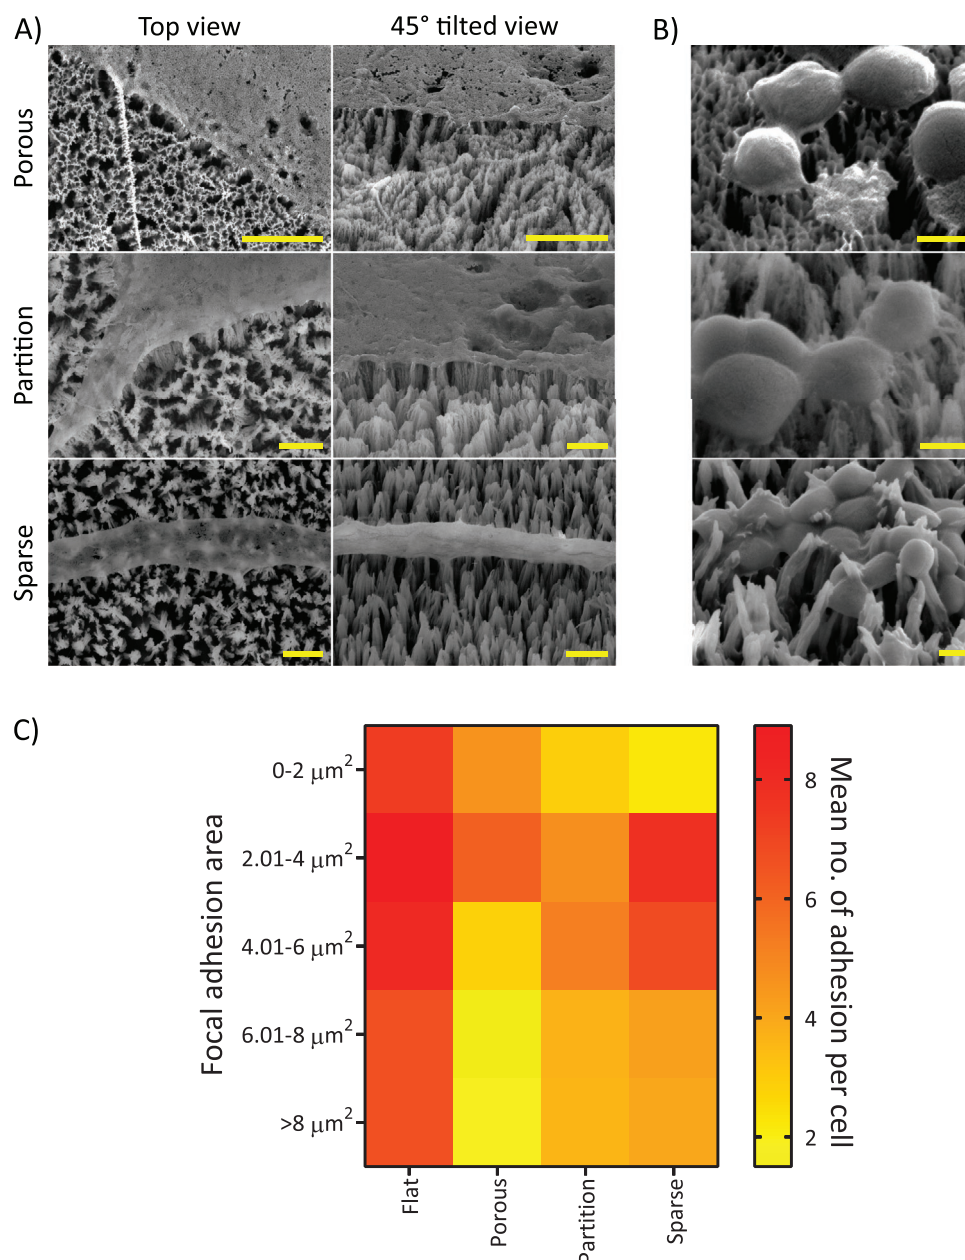 A)
Top view
45° tilted view
B)
Porous
Partition
Sparse
C)
Focal adhesion area
0-2 μm²
2.01-4 μm²
4.01-6 μm²
6.01-8 μm²
>8 μm²
Flat
Porous
Partition
Sparse
8
6
4
2
Mean no. of adhesion per cell